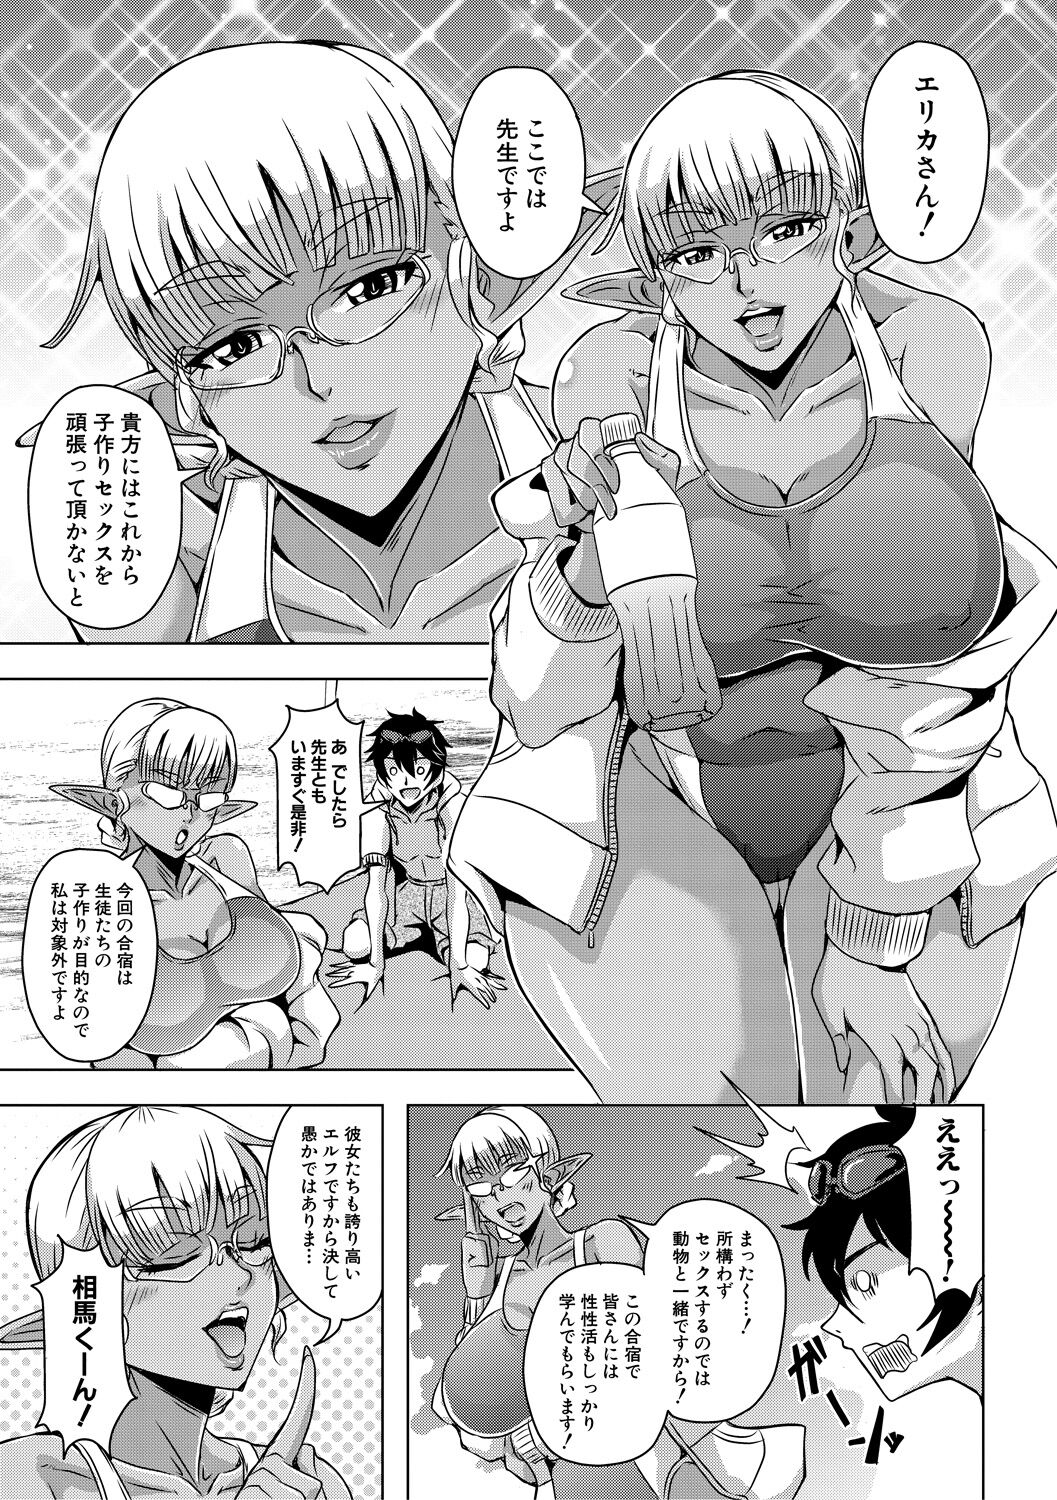 エリカさん！
ここでは
先生ですよ
貴方にはこれから
子作りセックスを
頑張って頂かないと
あ でしたら
先生とも
いますぐ是非！
今回の合宿は
生徒たちの
子作りが目的なので
私は対象外ですよ
ええっ〜〜〜！
ガーーンッ
まったく…！
所構わず
セックスするのでは
動物と一緒ですから！
この合宿で
皆さんには
性性活もしっかり
学んでもらいます！
彼女たちも誇り高い
エルフですから決して
愚かではありま…
相馬くーん！